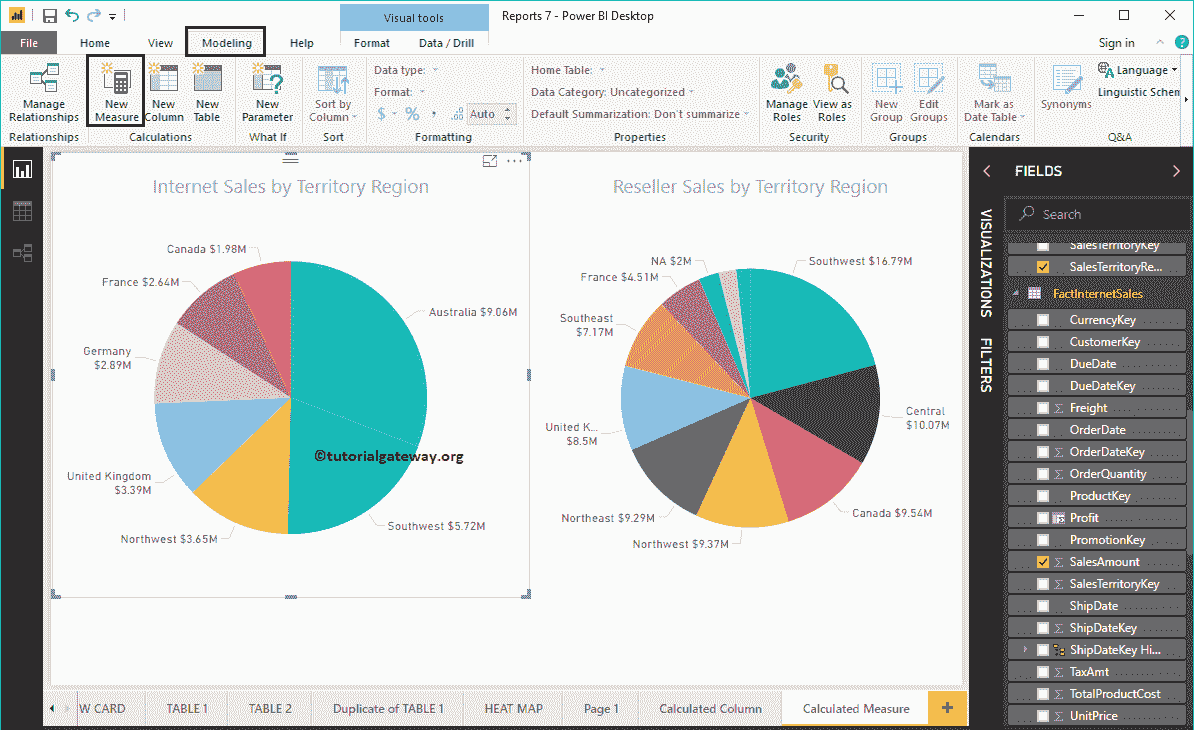 Visual tools
Reports 7 - Power BI Desktop
File
Home
View
Modeling
Help
Format
Data / Drill
Sign in
Manage
Relationships
New
Measure
New
Column
New
Table
New
Parameter
Sort by
Column
Data type:
Format:
$ % , .00 Auto
Home Table:
Data Category: Uncategorized
Default Summarization: Don't summarize
Manage
Roles
View as
Roles
New
Group
Edit
Groups
Mark as
Date Table
Synonyms
Language
Linguistic Schem
Relationships
Calculations
What If
Sort
Formatting
Properties
Security
Groups
Calendars
Q&A
Internet Sales by Territory Region
Canada $1.98M
France $2.64M
Australia $9.06M
Germany
$2.89M
©tutorialgateway.org
United Kingdom
$3.39M
Southwest $5.72M
Northwest $3.65M
Reseller Sales by Territory Region
NA $2M
Southwest $16.79M
France $4.51M
Southeast
$7.17M
Central
$10.07M
United K...
$8.5M
Northeast $9.29M
Canada $9.54M
Northwest $9.37M
VISUALIZATIONS
FILTERS
FIELDS
Search
SalesTerritoryKey
SalesTerritoryRe...
FactInternetSales
CurrencyKey
CustomerKey
DueDate
DueDateKey
Freight
OrderDate
OrderDateKey
OrderQuantity
ProductKey
Profit
PromotionKey
SalesAmount
SalesTerritoryKey
ShipDate
ShipDateKey
ShipDateKey Hi...
TaxAmt
TotalProductCost
UnitPrice
W CARD
TABLE 1
TABLE 2
Duplicate of TABLE 1
HEAT MAP
Page 1
Calculated Column
Calculated Measure